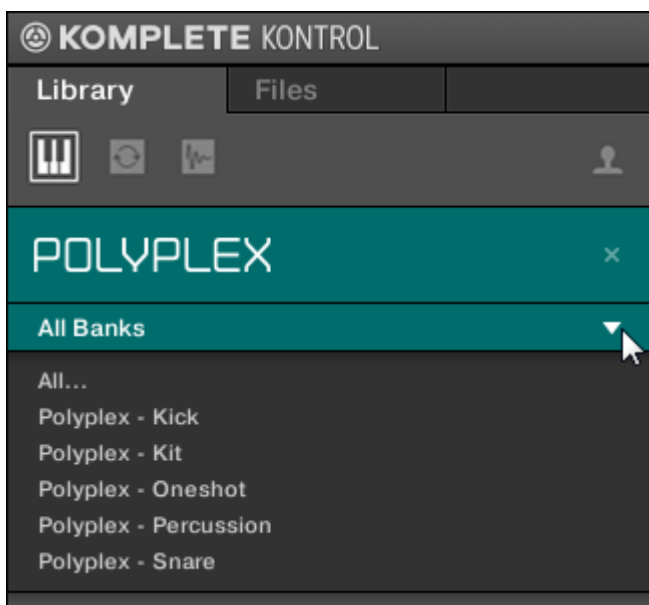 KOMPLETE KONTROL
Library Files
POLYPLEX
All Banks
All...
Polyplex - Kick
Polyplex - Kit
Polyplex - Oneshot
Polyplex - Percussion
Polyplex - Snare